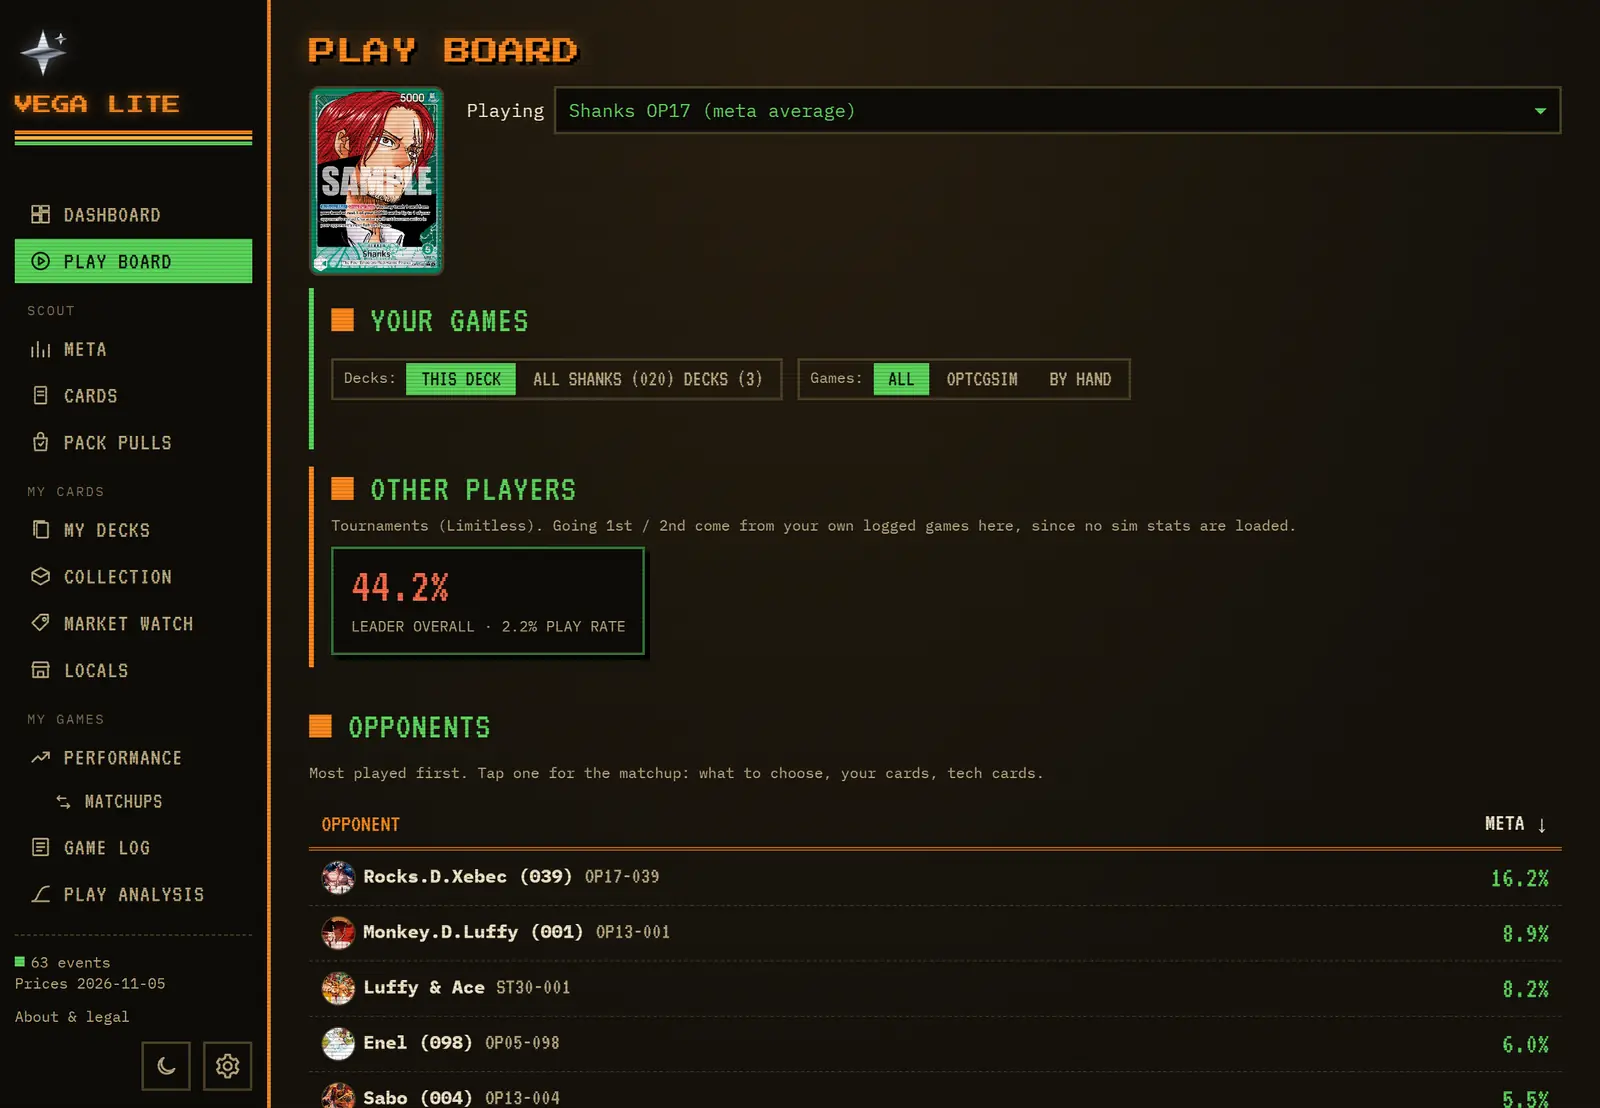 VEGA LITE
DASHBOARD
PLAY BOARD
SCOUT
META
CARDS
PACK PULLS
MY CARDS
MY DECKS
COLLECTION
MARKET WATCH
LOCALS
MY GAMES
PERFORMANCE
MATCHUPS
GAME LOG
PLAY ANALYSIS
63 events
Prices 2026-11-05
About & legal
PLAY BOARD
5000
SAMPLE
Shanks
Playing
Shanks OP17 (meta average)
YOUR GAMES
Decks: THIS DECK ALL SHANKS (020) DECKS (3) Games: ALL OPTCGSIM BY HAND
OTHER PLAYERS
Tournaments (Limitless). Going 1st / 2nd come from your own logged games here, since no sim stats are loaded.
44.2%
LEADER OVERALL · 2.2% PLAY RATE
OPPONENTS
Most played first. Tap one for the matchup: what to choose, your cards, tech cards.
OPPONENT META ↓
Rocks.D.Xebec (039) OP17-039 16.2%
Monkey.D.Luffy (001) OP13-001 8.9%
Luffy & Ace ST30-001 8.2%
Enel (098) OP05-098 6.0%
Sabo (004) OP13-004 5.5%